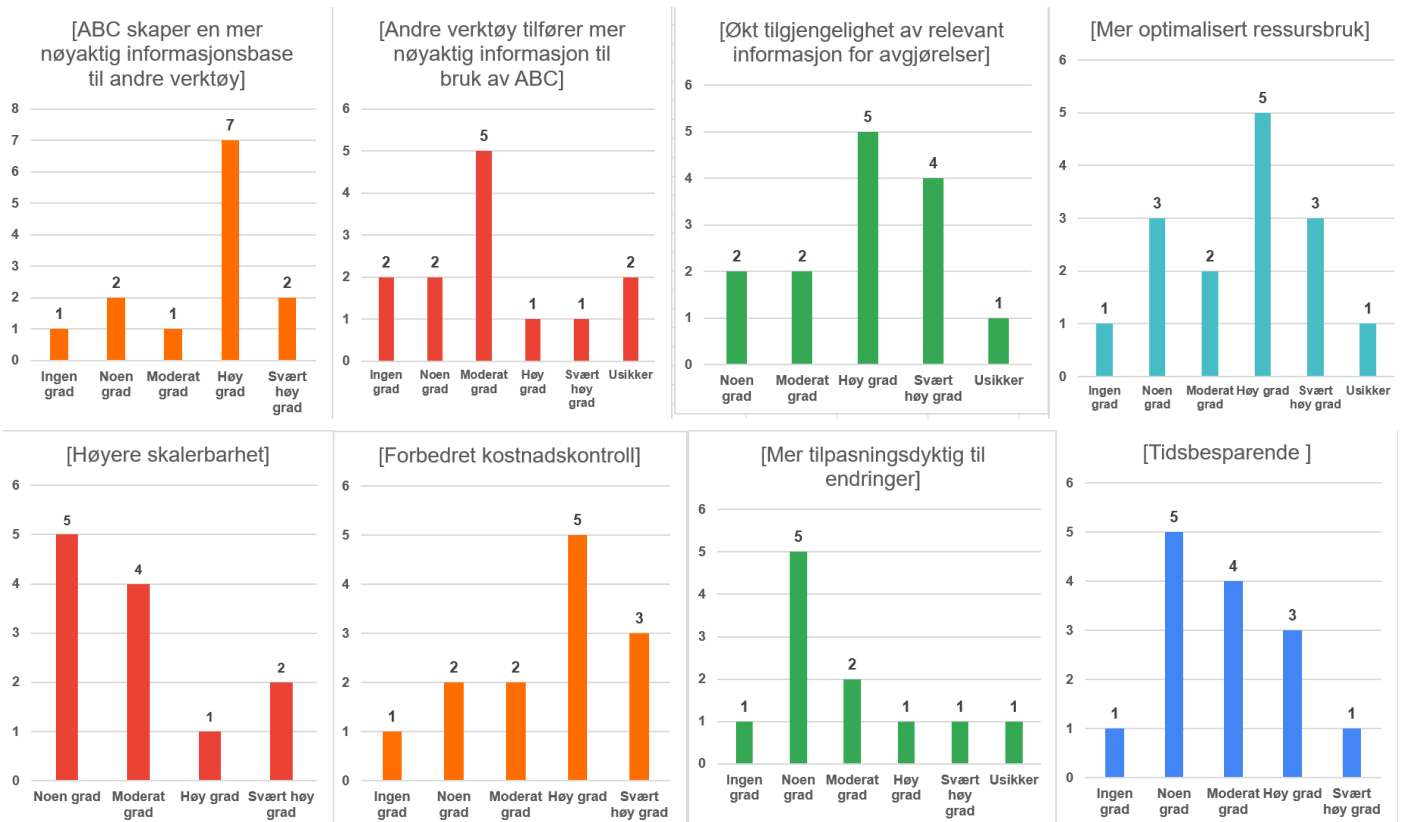 [ABC skaper en mer
nøyaktig informasjonsbase
til andre verktøy]
8
7
6
5
4
3
2
1
0
1
2
1
7
2
Ingen
grad
Noen
grad
Moderat
grad
Høy
grad
Svært
høy grad
[Andre verktøy tilfører mer
nøyaktig informasjon til
bruk av ABC]
6
5
4
3
2
1
0
2
2
5
1
1
2
Ingen
grad
Noen
grad
Moderat
grad
Høy
grad
Svært
høy
grad
Usikker
[Økt tilgjengelighet av relevant
informasjon for avgjørelser]
6
5
4
3
2
1
0
2
2
5
4
1
Noen
grad
Moderat
grad
Høy grad
Svært
høy grad
Usikker
[Mer optimalisert ressursbruk]
6
5
4
3
2
1
0
1
3
2
5
3
1
Ingen
grad
Noen
grad
Moderat
grad
Høy grad
Svært
høy grad
Usikker
[Høyere skalerbarhet]
6
5
4
3
2
1
0
5
4
1
2
Noen grad
Moderat
grad
Høy grad
Svært høy
grad
[Forbedret kostnadskontroll]
6
5
4
3
2
1
0
1
2
2
5
3
Ingen
grad
Noen
grad
Moderat
grad
Høy grad
Svært
høy grad
[Mer tilpasningsdyktig til
endringer]
6
5
4
3
2
1
0
1
5
2
1
1
1
Ingen
grad
Noen
grad
Moderat
grad
Høy
grad
Svært
høy
grad
Usikker
[Tidsbesparende ]
6
5
4
3
2
1
0
1
5
4
3
1
Ingen
grad
Noen
grad
Moderat
grad
Høy grad
Svært
høy grad